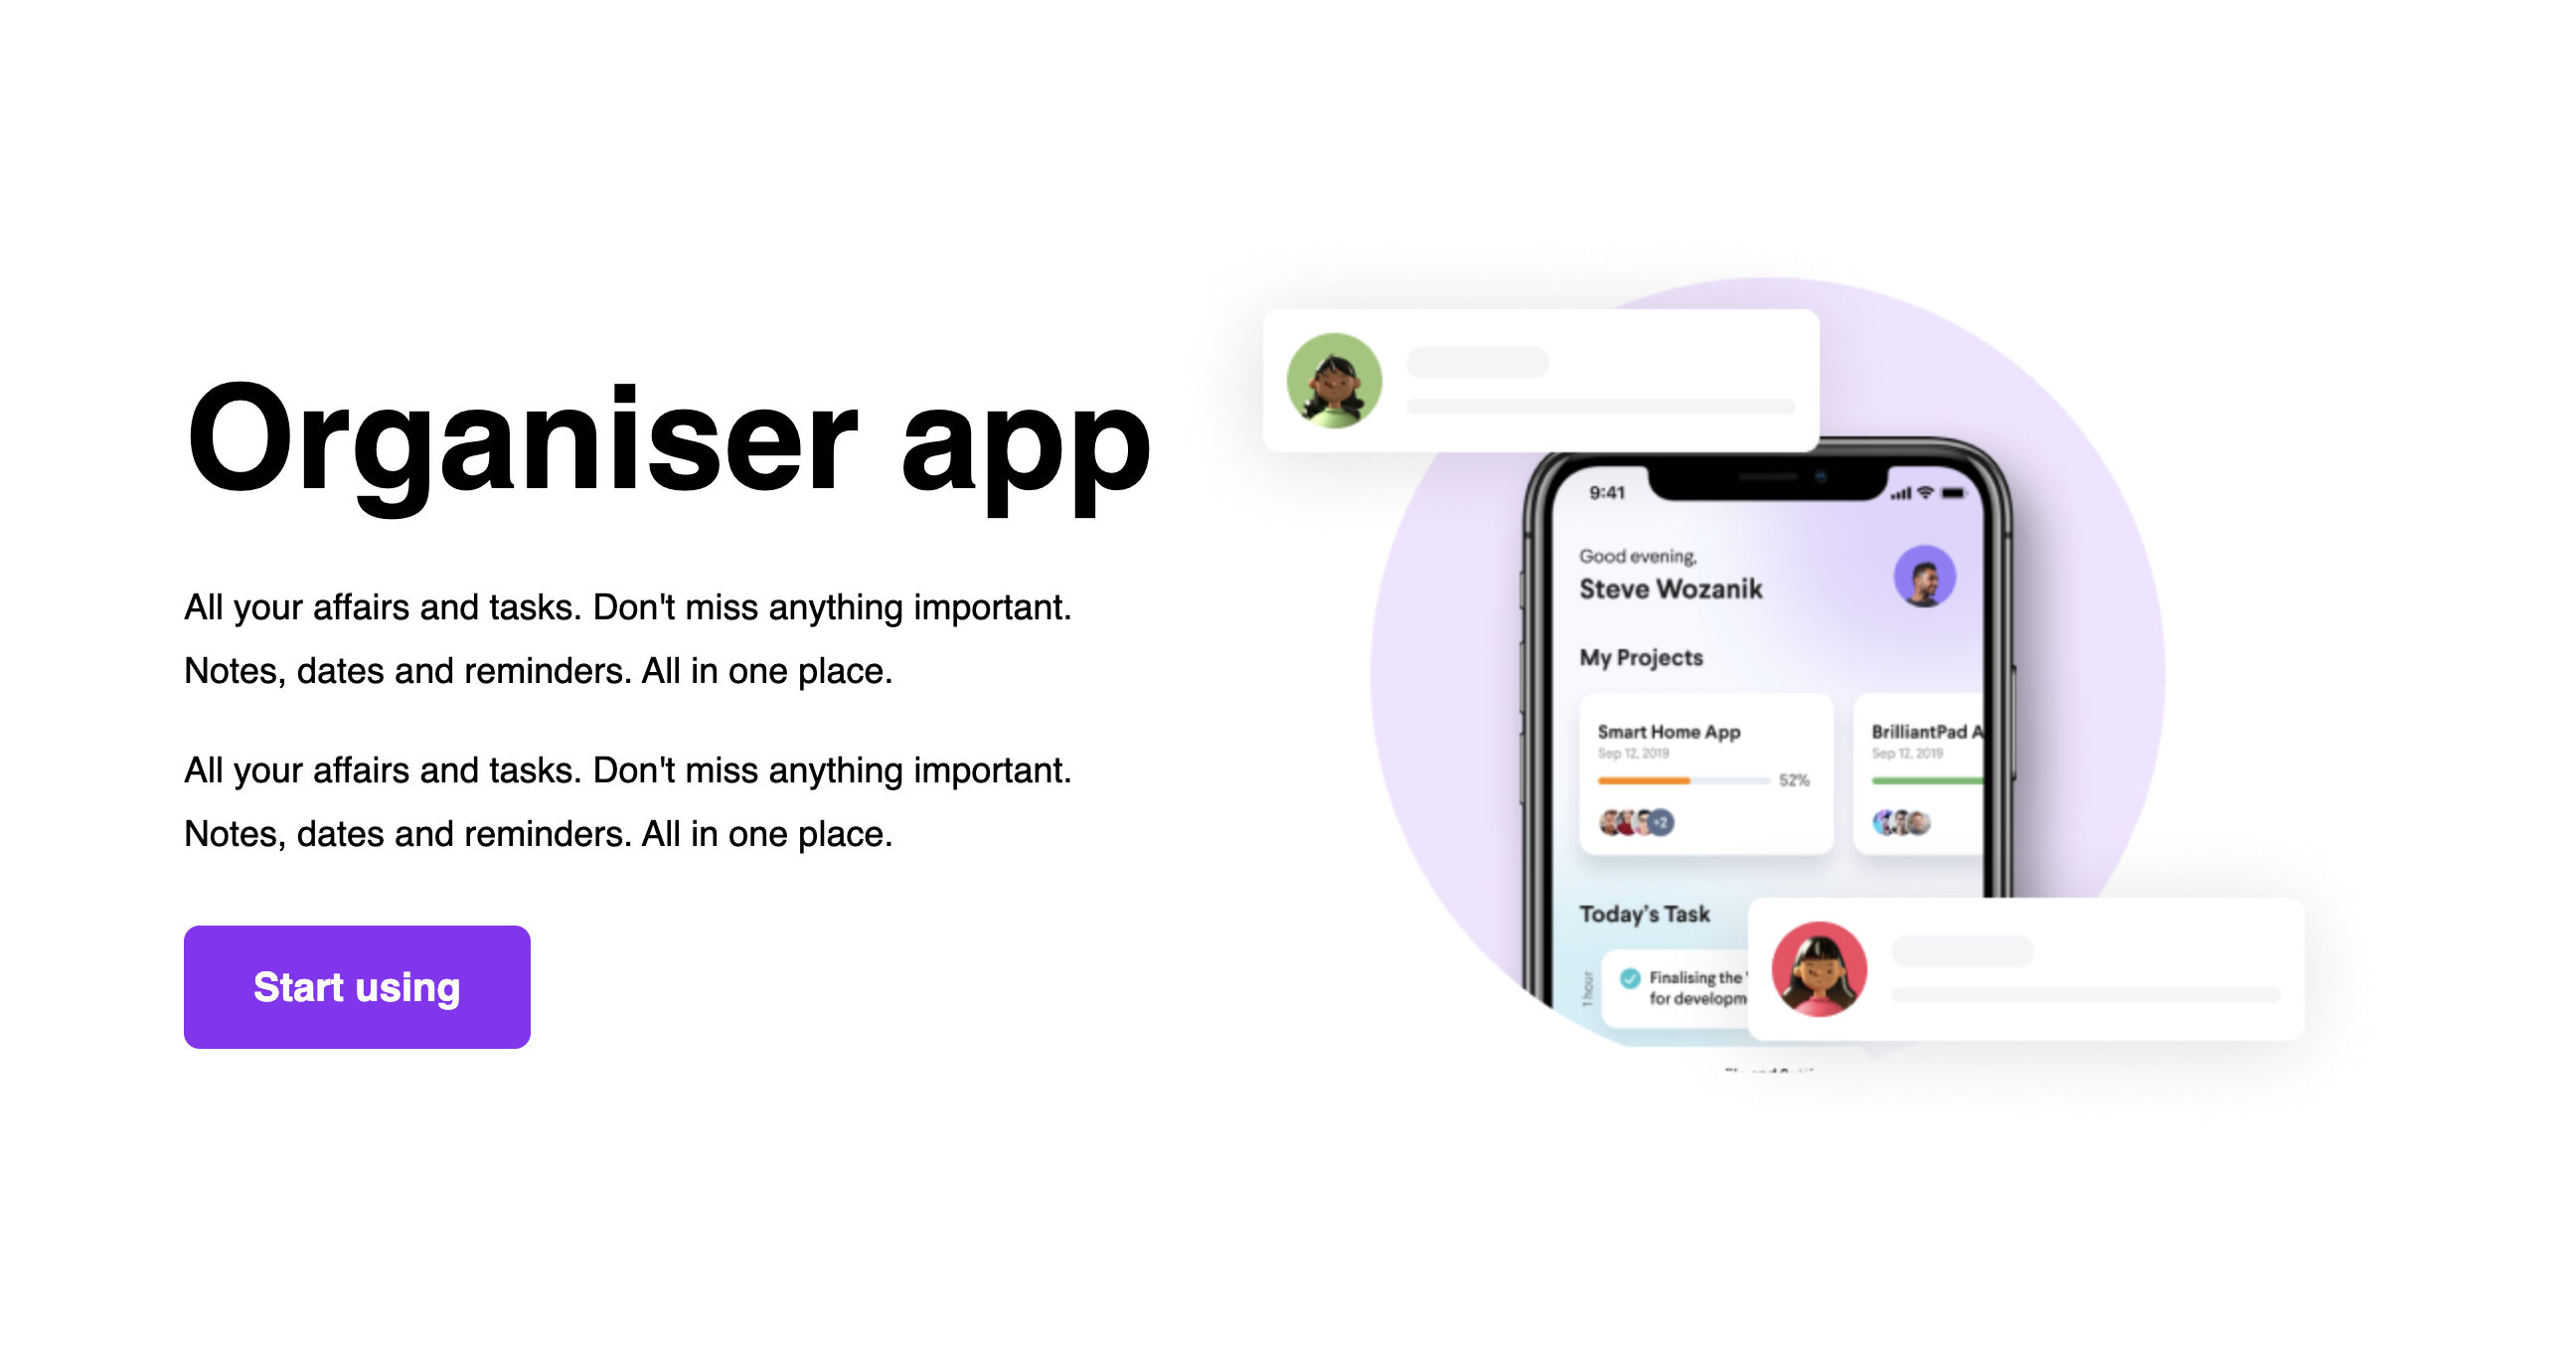 Organiser app
All your affairs and tasks. Don't miss anything important.
Notes, dates and reminders. All in one place.
All your affairs and tasks. Don't miss anything important.
Notes, dates and reminders. All in one place.
Start using
9:41
Good evening,
Steve Wozanik
My Projects
Smart Home App
Sep 12, 2019
52%
+2
BrilliantPad A
Sep 12, 2019
Today's Task
1 hour
Finalising the
for developm